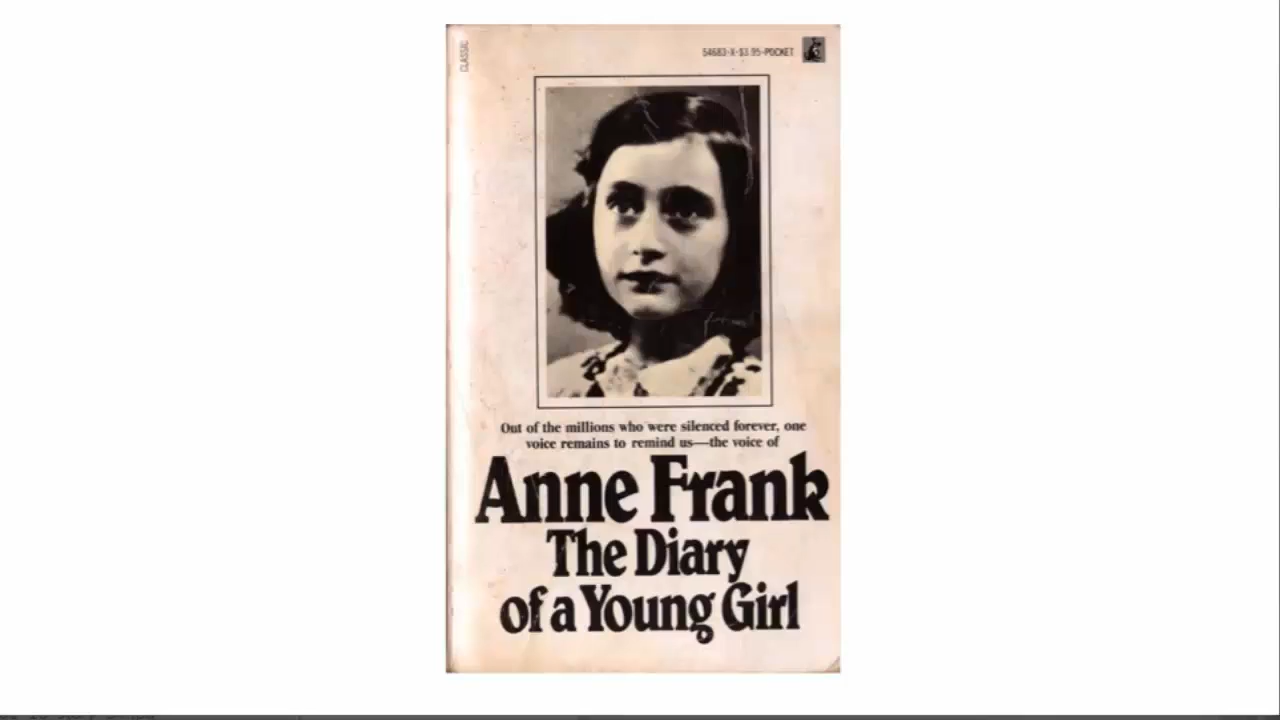 CLASSIC
54683-X·$3.95·POCKET
Out of the millions who were silenced forever, one
voice remains to remind us—the voice of
Anne Frank
The Diary
of a Young Girl